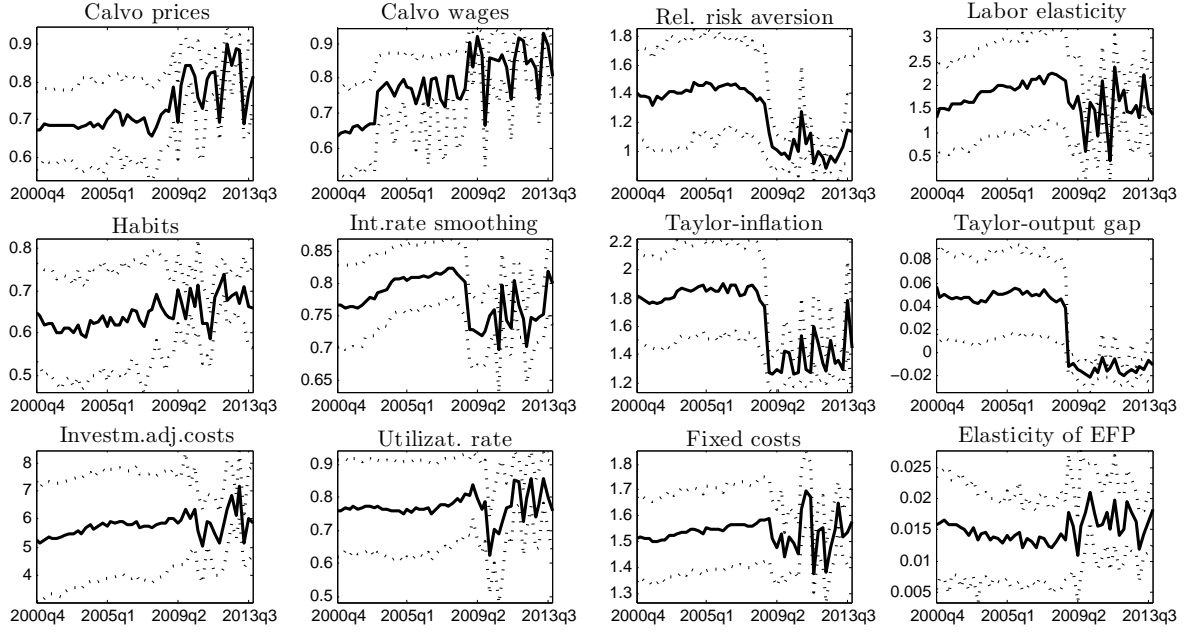 Calvo prices
0.9
0.8
0.7
0.6
2000q4 2005q1 2009q2 2013q3
Calvo wages
0.9
0.8
0.7
0.6
2000q4 2005q1 2009q2 2013q3
Rel. risk aversion
1.8
1.6
1.4
1.2
1
2000q4 2005q1 2009q2 2013q3
Labor elasticity
3
2.5
2
1.5
1
0.5
2000q4 2005q1 2009q2 2013q3
Habits
0.8
0.7
0.6
0.5
2000q4 2005q1 2009q2 2013q3
Int.rate smoothing
0.85
0.8
0.75
0.7
0.65
2000q4 2005q1 2009q2 2013q3
Taylor-inflation
2.2
2
1.8
1.6
1.4
1.2
2000q4 2005q1 2009q2 2013q3
Taylor-output gap
0.08
0.06
0.04
0.02
0
−0.02
2000q4 2005q1 2009q2 2013q3
Investm.adj.costs
8
7
6
5
4
2000q4 2005q1 2009q2 2013q3
Utilizat. rate
0.9
0.8
0.7
0.6
0.5
2000q4 2005q1 2009q2 2013q3
Fixed costs
1.8
1.7
1.6
1.5
1.4
1.3
2000q4 2005q1 2009q2 2013q3
Elasticity of EFP
0.025
0.02
0.015
0.01
0.005
2000q4 2005q1 2009q2 2013q3